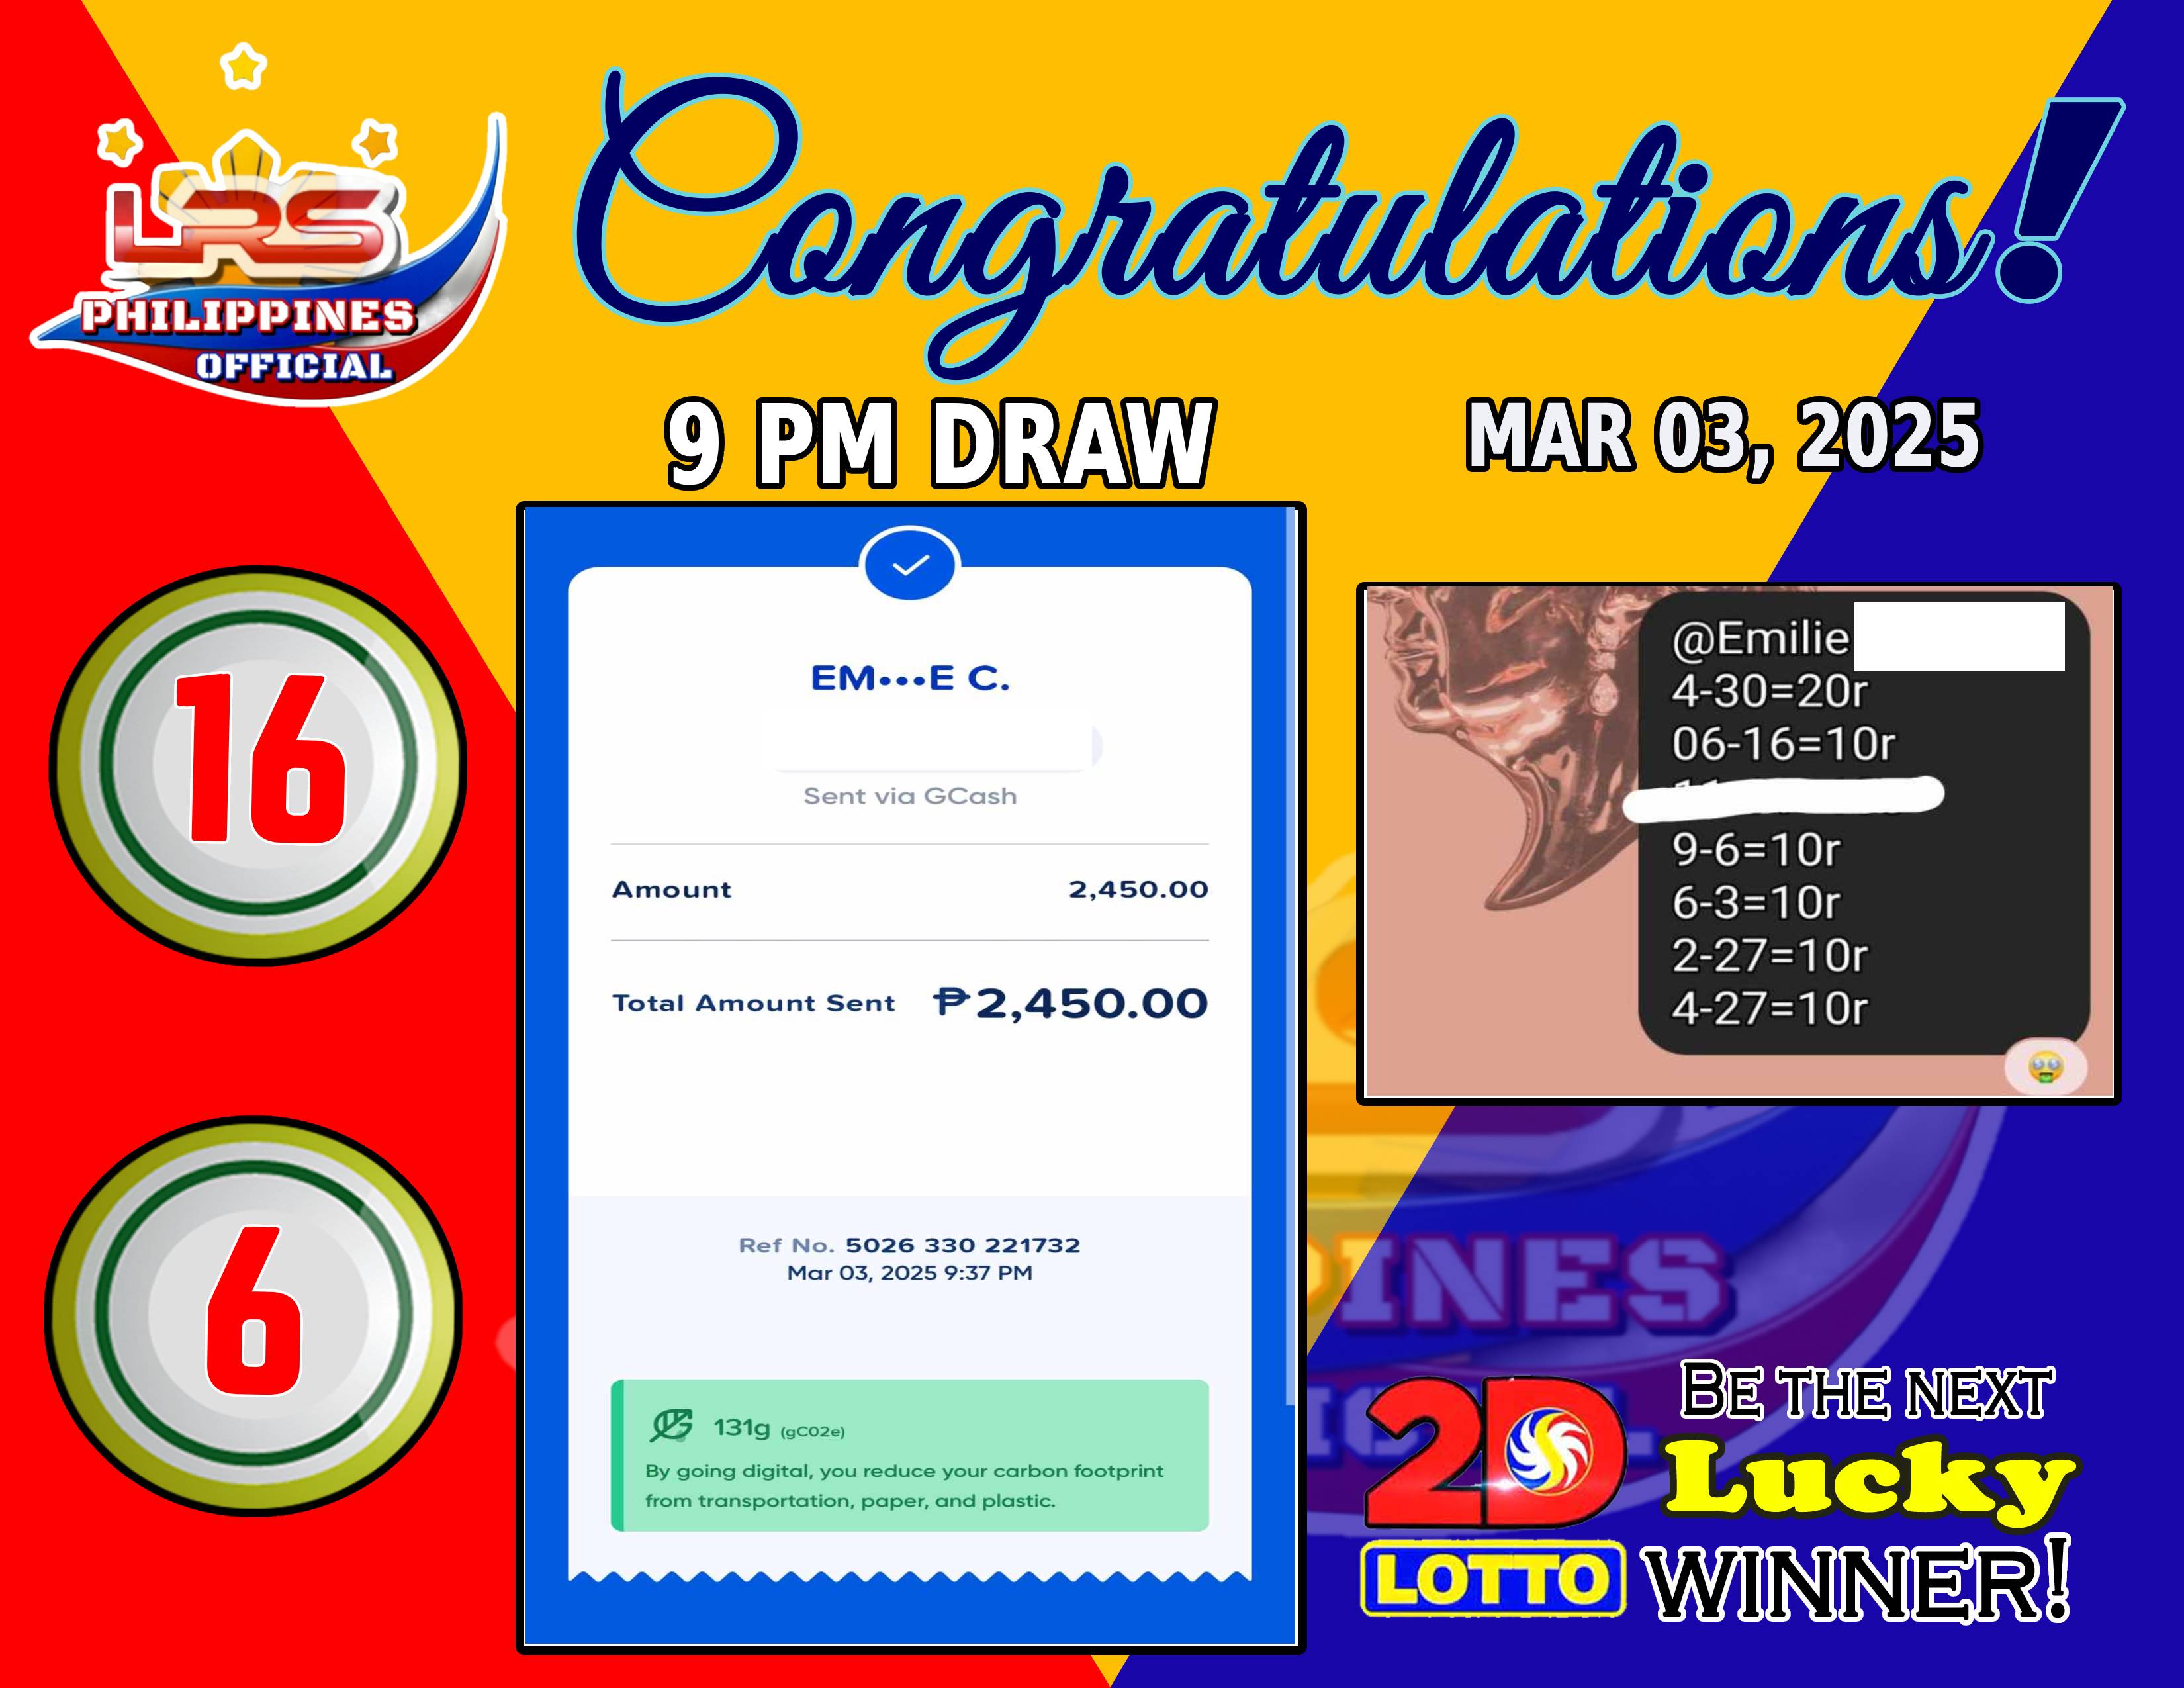 LRS
PHILIPPINES
OFFICIAL
Congratulations!
9 PM DRAW
MAR 03, 2025
16
6
EM•••E C.
Sent via GCash
Amount 2,450.00
Total Amount Sent ₱2,450.00
Ref No. 5026 330 221732
Mar 03, 2025 9:37 PM
131g (gC02e)
By going digital, you reduce your carbon footprint
from transportation, paper, and plastic.
@Emilie
4-30=20r
06-16=10r
9-6=10r
6-3=10r
2-27=10r
4-27=10r
PINES
2D
LOTTO
BE THE NEXT
Lucky
WINNER!